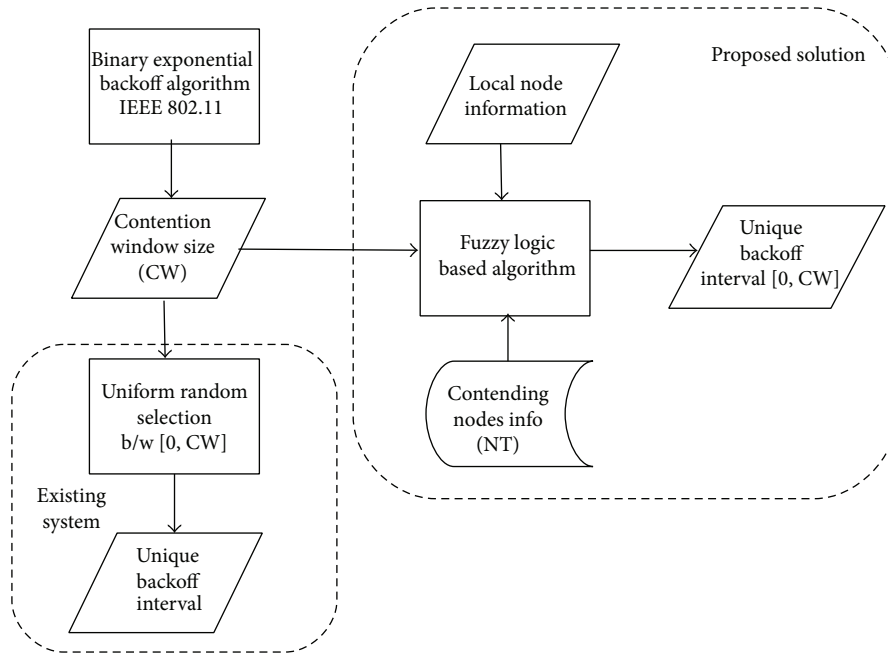 Binary exponential
backoff algorithm
IEEE 802.11
Proposed solution
Local node
information
Contention
window size
(CW)
Fuzzy logic
based algorithm
Unique
backoff
interval [0, CW]
Uniform random
selection
b/w [0, CW]
Contending
nodes info
(NT)
Existing
system
Unique
backoff
interval